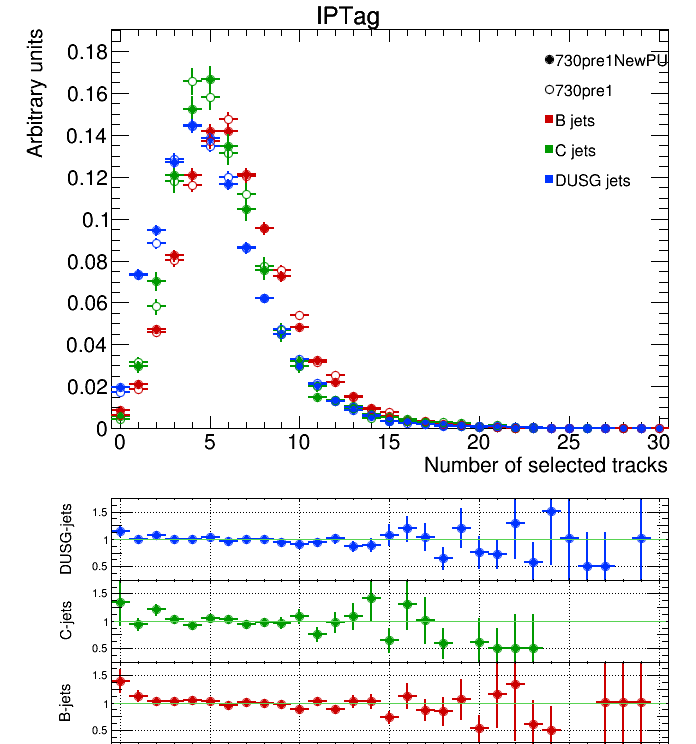 IPTag
Arbitrary units
0.18
0.16
0.14
0.12
0.1
0.08
0.06
0.04
0.02
0
730pre1NewPU
730pre1
B jets
C jets
DUSG jets
0 5 10 15 20 25 30
Number of selected tracks
DUSG-jets
1.5
1
0.5
C-jets
1.5
1
0.5
B-jets
1.5
1
0.5